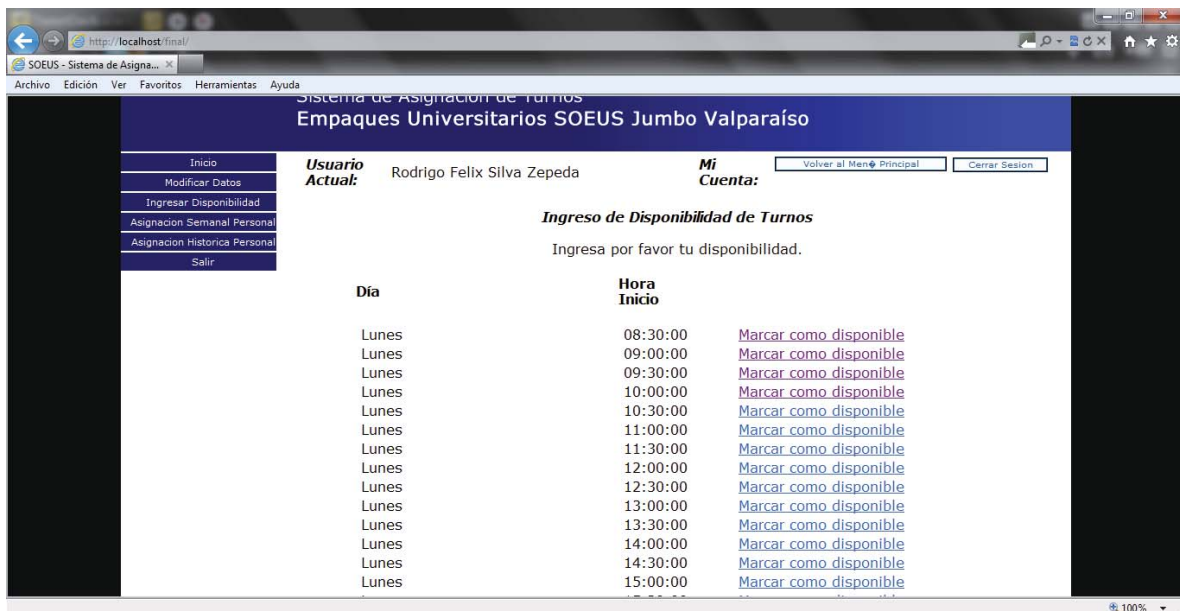 http://localhost/final/
SOEUS - Sistema de Asigna...
Archivo Edición Ver Favoritos Herramientas Ayuda
Sistema de Asignación de Turnos
Empaques Universitarios SOEUS Jumbo Valparaíso
Inicio
Modificar Datos
Ingresar Disponibilidad
Asignacion Semanal Personal
Asignacion Historica Personal
Salir
Usuario Actual: Rodrigo Felix Silva Zepeda Mi Cuenta: Volver al Men� Principal Cerrar Sesion
Ingreso de Disponibilidad de Turnos
Ingresa por favor tu disponibilidad.
Día Hora Inicio
Lunes 08:30:00 Marcar como disponible
Lunes 09:00:00 Marcar como disponible
Lunes 09:30:00 Marcar como disponible
Lunes 10:00:00 Marcar como disponible
Lunes 10:30:00 Marcar como disponible
Lunes 11:00:00 Marcar como disponible
Lunes 11:30:00 Marcar como disponible
Lunes 12:00:00 Marcar como disponible
Lunes 12:30:00 Marcar como disponible
Lunes 13:00:00 Marcar como disponible
Lunes 13:30:00 Marcar como disponible
Lunes 14:00:00 Marcar como disponible
Lunes 14:30:00 Marcar como disponible
Lunes 15:00:00 Marcar como disponible
100%